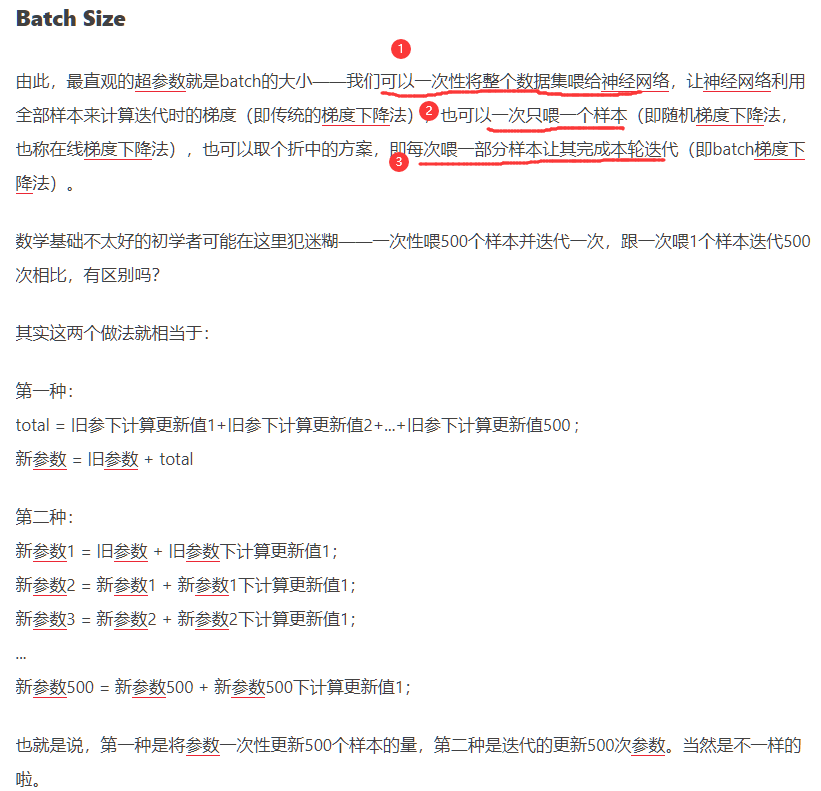 Batch Size
①
由此，最直观的超参数就是batch的大小——我们可以一次性将整个数据集喂给神经网络，让神经网络利用
全部样本来计算迭代时的梯度（即传统的梯度下降法），②也可以一次只喂一个样本（即随机梯度下降法，
也称在线梯度下降法），也可以取个折中的方案，即每次喂一部分样本让其完成本轮迭代（即batch梯度下
③
降法）。
数学基础不太好的初学者可能在这里犯迷糊——一次性喂500个样本并迭代一次，跟一次喂1个样本迭代500
次相比，有区别吗？
其实这两个做法就相当于：
第一种：
total = 旧参下计算更新值1+旧参下计算更新值2+...+旧参下计算更新值500 ;
新参数 = 旧参数 + total
第二种：
新参数1 = 旧参数 + 旧参数下计算更新值1；
新参数2 = 新参数1 + 新参数1下计算更新值1；
新参数3 = 新参数2 + 新参数2下计算更新值1；
...
新参数500 = 新参数500 + 新参数500下计算更新值1；
也就是说，第一种是将参数一次性更新500个样本的量，第二种是迭代的更新500次参数。当然是不一样的
啦。